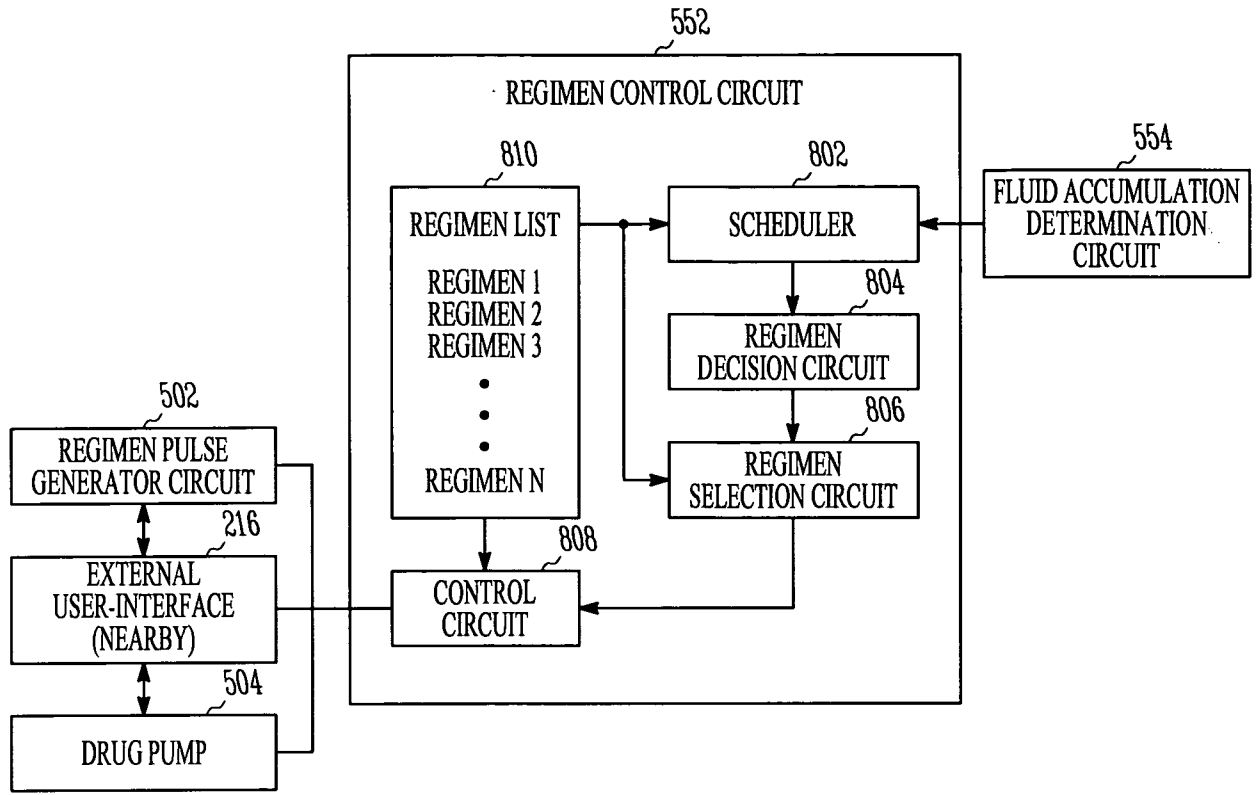 552
REGIMEN CONTROL CIRCUIT
810
REGIMEN LIST
REGIMEN 1
REGIMEN 2
REGIMEN 3
REGIMEN N
802
SCHEDULER
554
FLUID ACCUMULATION
DETERMINATION
CIRCUIT
804
REGIMEN
DECISION CIRCUIT
806
REGIMEN
SELECTION CIRCUIT
808
CONTROL
CIRCUIT
502
REGIMEN PULSE
GENERATOR CIRCUIT
216
EXTERNAL
USER-INTERFACE
(NEARBY)
504
DRUG PUMP